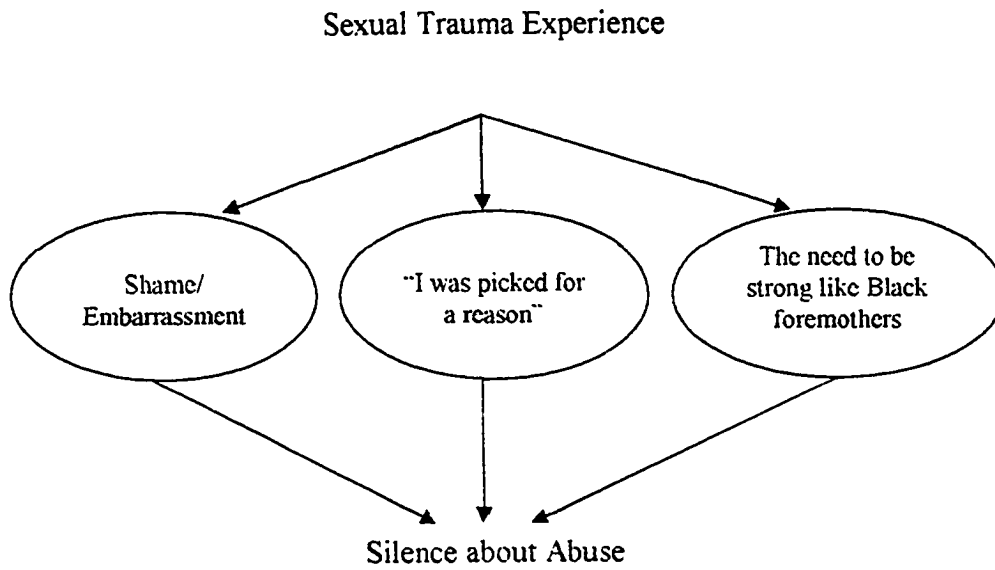 Sexual Trauma Experience
Shame/
Embarrassment
"I was picked for
a reason"
The need to be
strong like Black
foremothers
Silence about Abuse